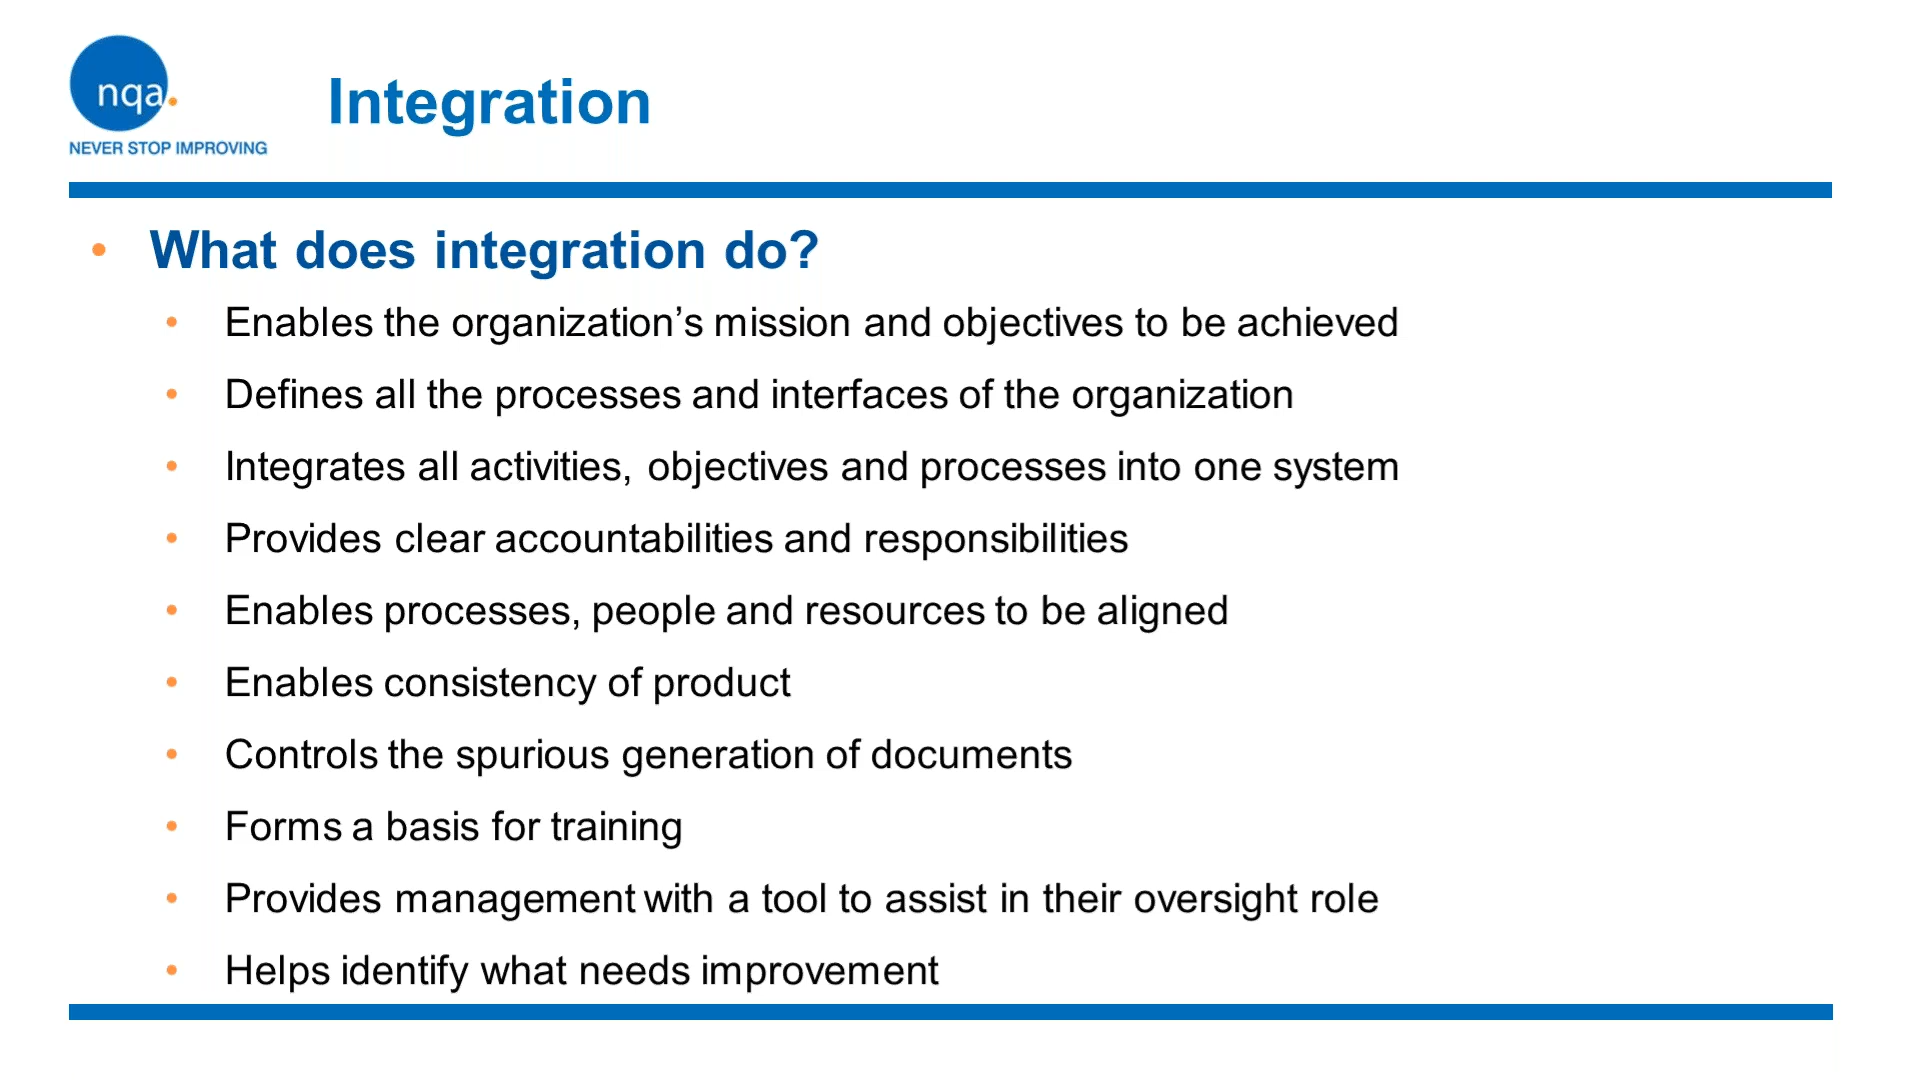 nqa.
NEVER STOP IMPROVING
Integration
• What does integration do?
• Enables the organization’s mission and objectives to be achieved
• Defines all the processes and interfaces of the organization
• Integrates all activities, objectives and processes into one system
• Provides clear accountabilities and responsibilities
• Enables processes, people and resources to be aligned
• Enables consistency of product
• Controls the spurious generation of documents
• Forms a basis for training
• Provides management with a tool to assist in their oversight role
• Helps identify what needs improvement